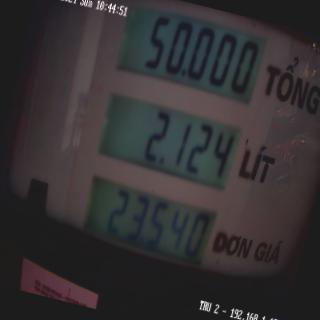 Sun 10:44:51
50.000 TỔNG
2.124 LÍT
23.540 ĐƠN GIÁ
TRU 2 - 192.168.1